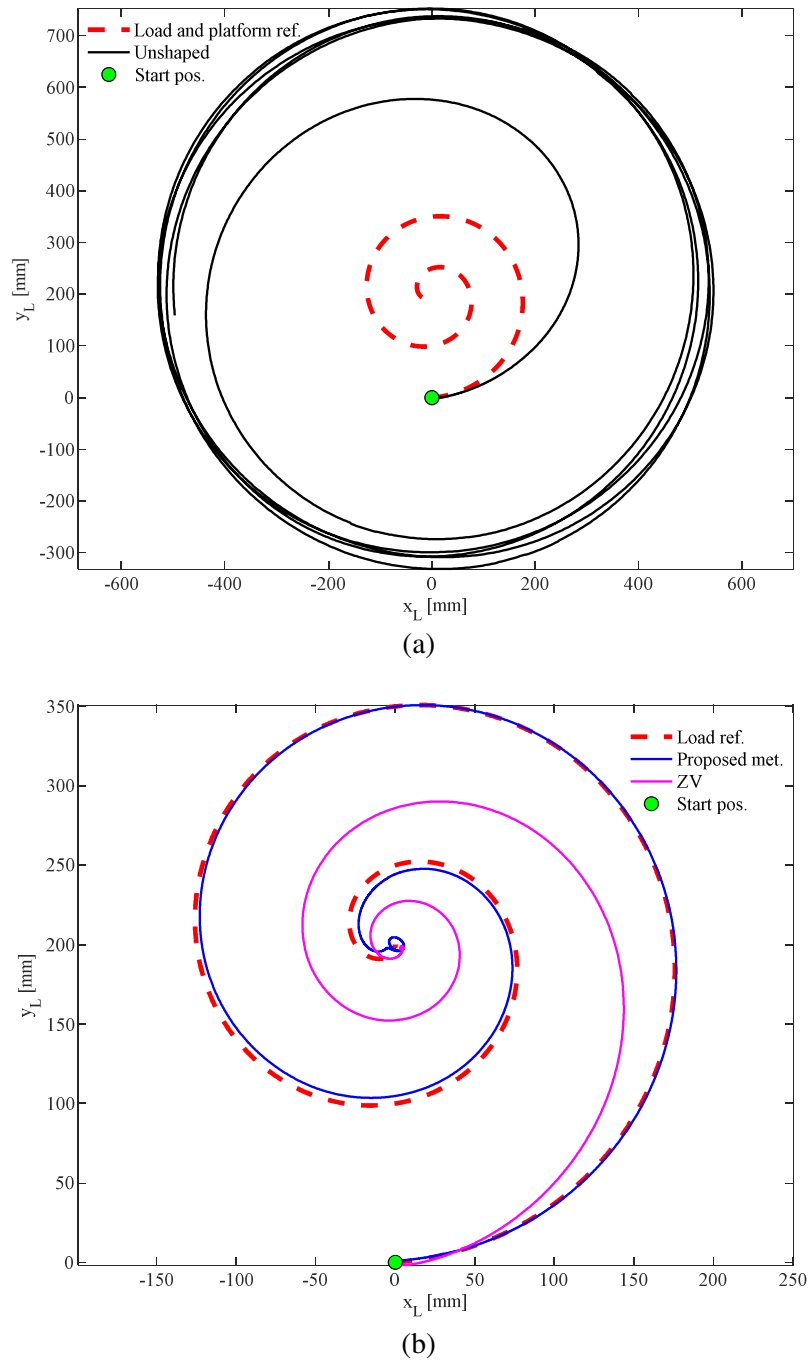 700
600
500
400
300
200
100
0
-100
-200
-300
y_L [mm]
Load and platform ref.
Unshaped
Start pos.
-600 -400 -200 0 200 400 600
x_L [mm]
(a)
350
300
250
200
150
100
50
0
y_L [mm]
Load ref.
Proposed met.
ZV
Start pos.
-150 -100 -50 0 50 100 150 200 250
x_L [mm]
(b)